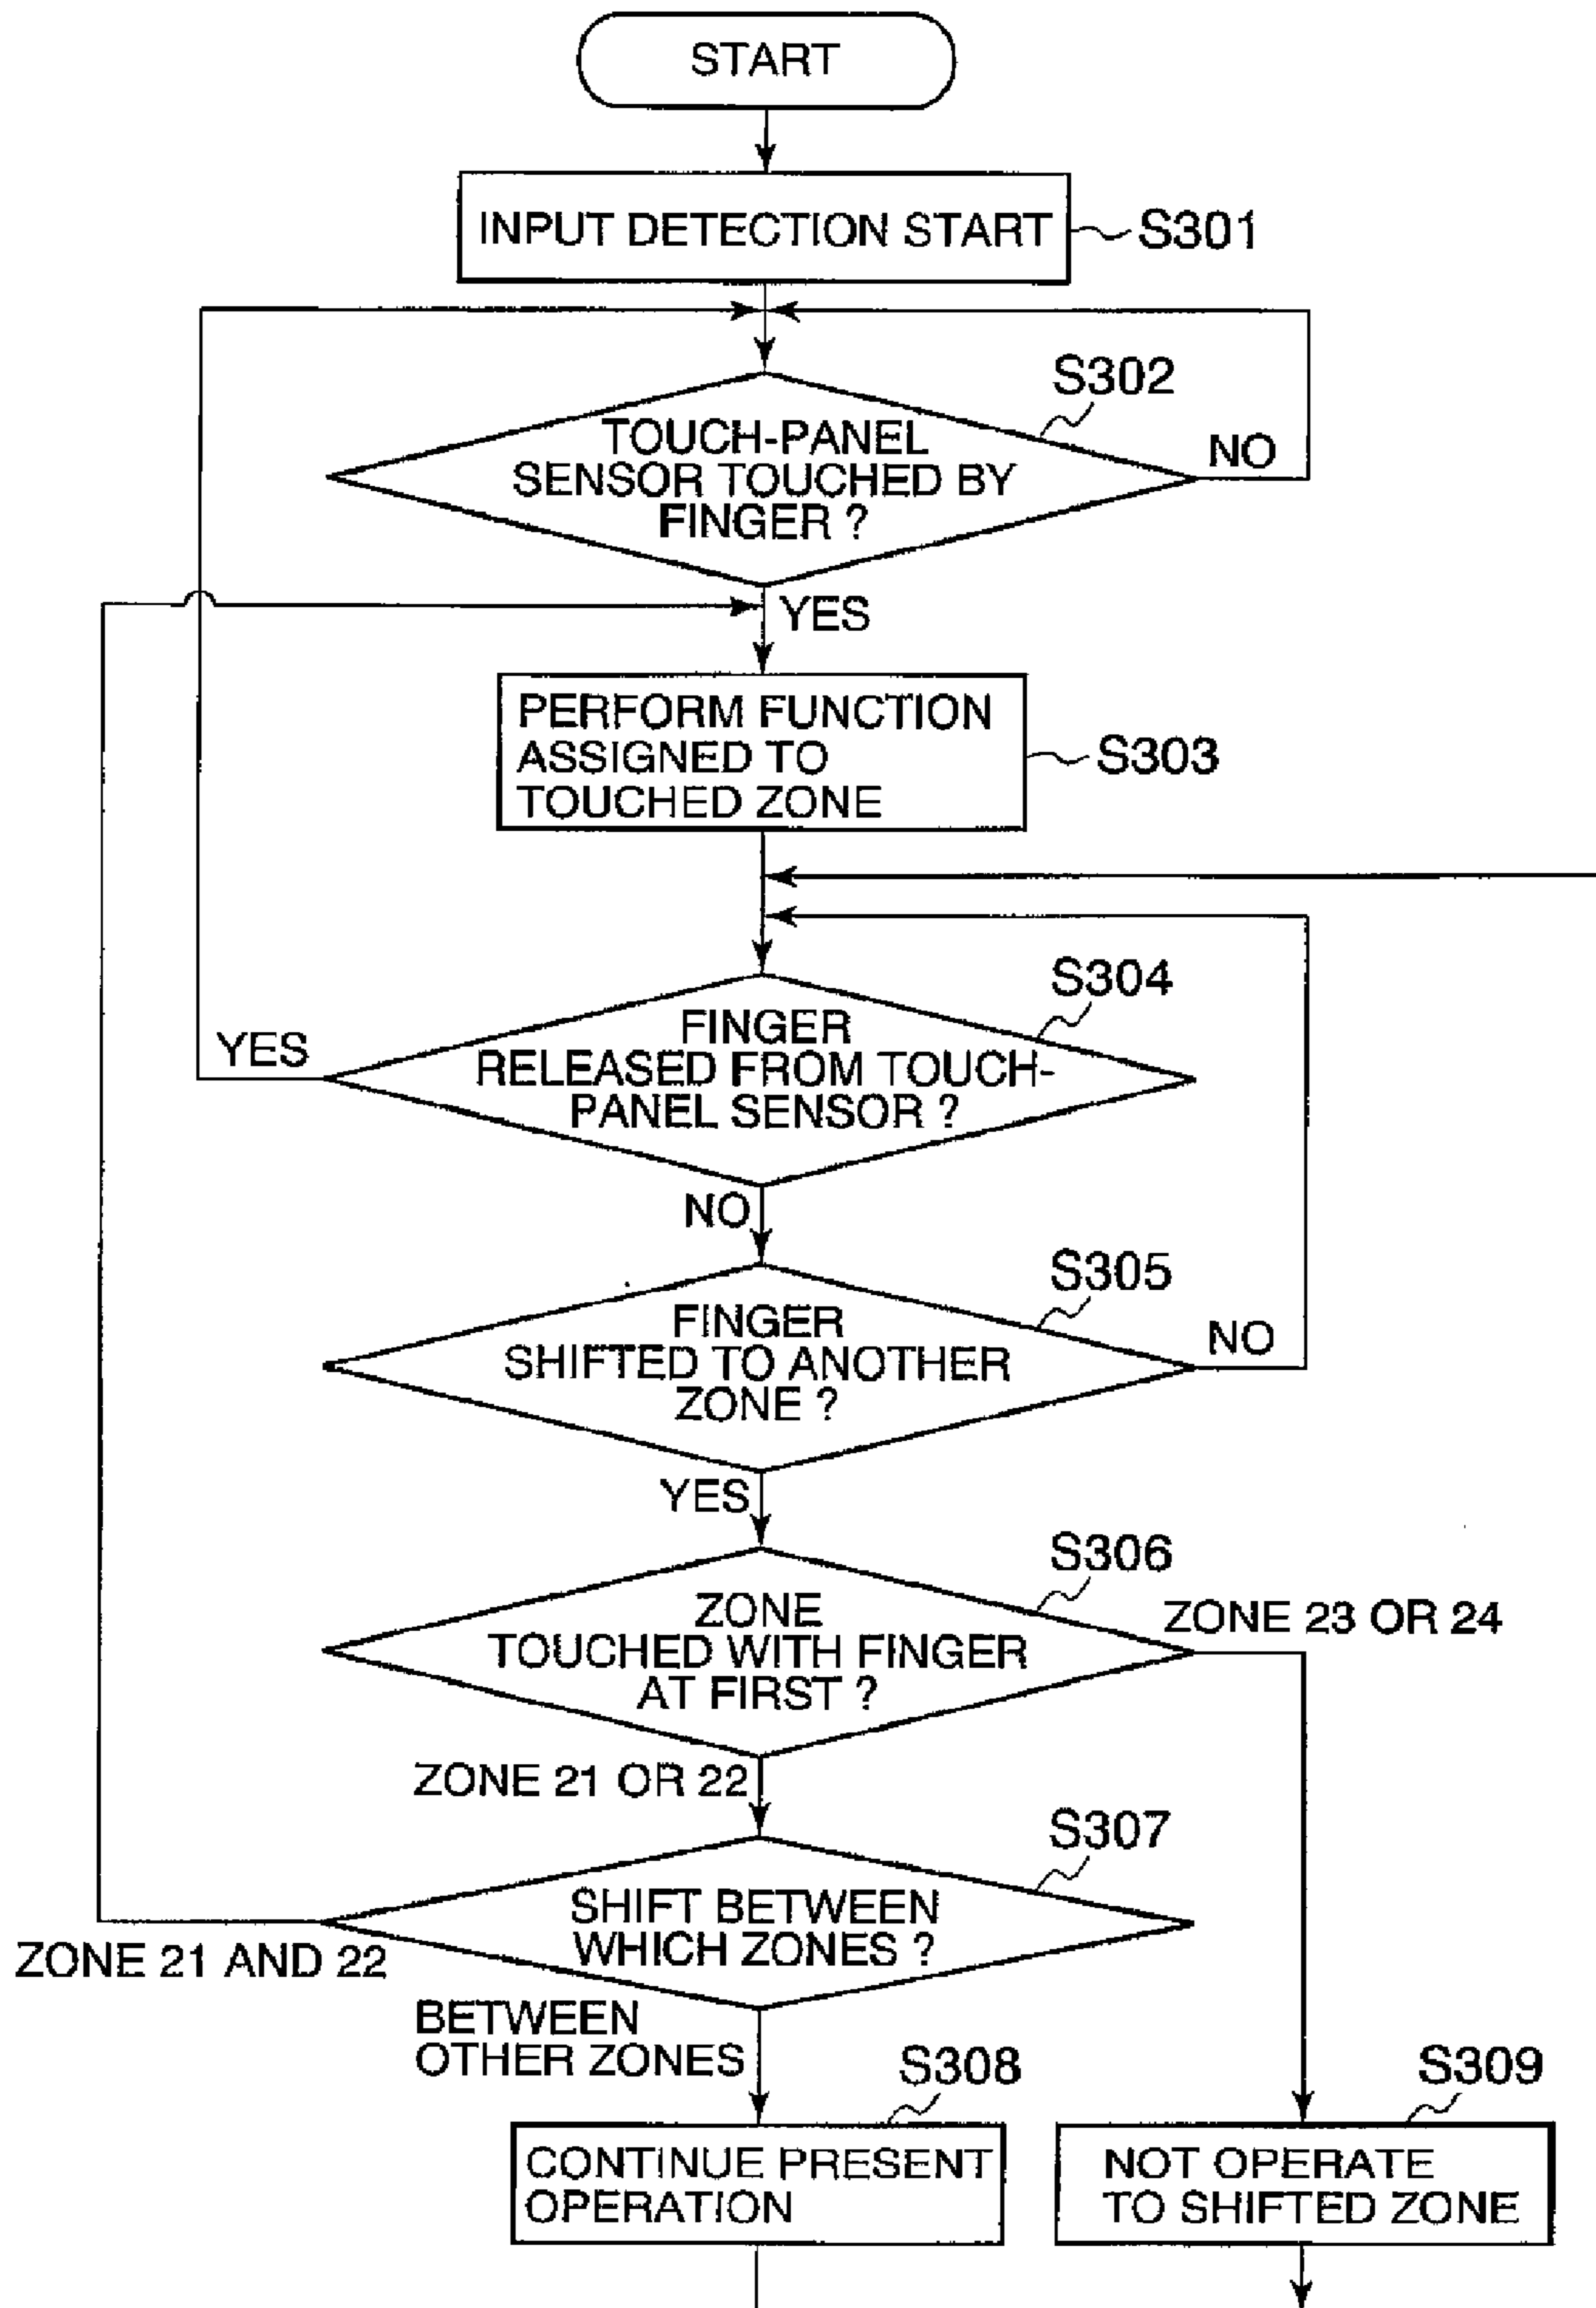 START
INPUT DETECTION START
S301
S302
TOUCH-PANEL
SENSOR TOUCHED BY
FINGER ?
NO
YES
PERFORM FUNCTION
ASSIGNED TO
TOUCHED ZONE
S303
S304
FINGER
RELEASED FROM TOUCH-
PANEL SENSOR ?
YES
NO
S305
FINGER
SHIFTED TO ANOTHER
ZONE ?
NO
YES
S306
ZONE
TOUCHED WITH FINGER
AT FIRST ?
ZONE 23 OR 24
ZONE 21 OR 22
S307
SHIFT BETWEEN
WHICH ZONES ?
ZONE 21 AND 22
BETWEEN
OTHER ZONES
S308
CONTINUE PRESENT
OPERATION
S309
NOT OPERATE
TO SHIFTED ZONE